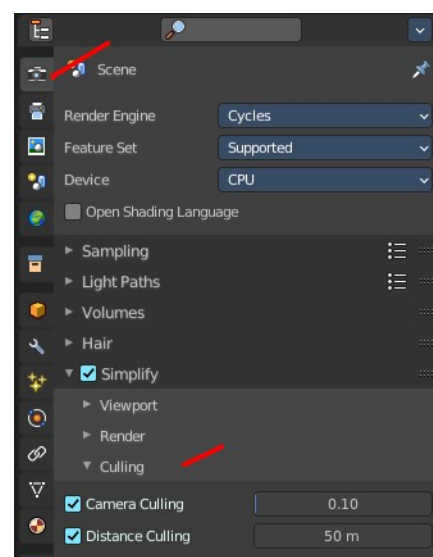 Scene
Render Engine Cycles
Feature Set Supported
Device CPU
Open Shading Language
Sampling
Light Paths
Volumes
Hair
Simplify
Viewport
Render
Culling
Camera Culling 0.10
Distance Culling 50 m